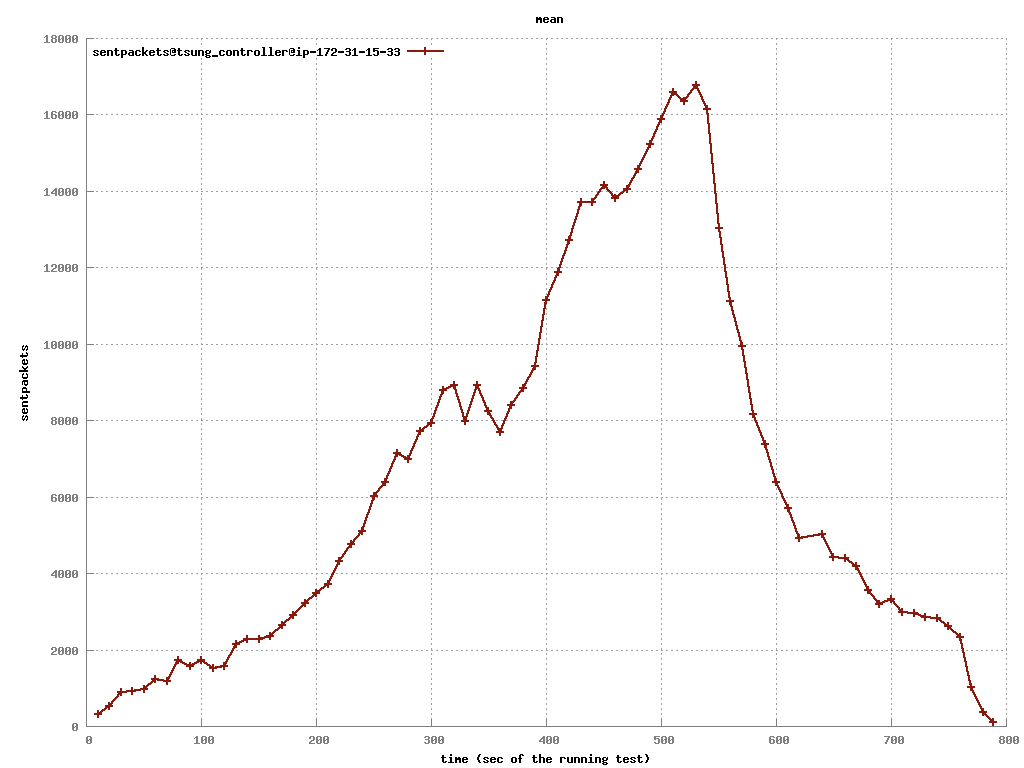 mean
sentpackets@tsung_controller@ip-172-31-15-33
18000
16000
14000
12000
10000
8000
6000
4000
2000
0
sentpackets
0 100 200 300 400 500 600 700 800
time (sec of the running test)